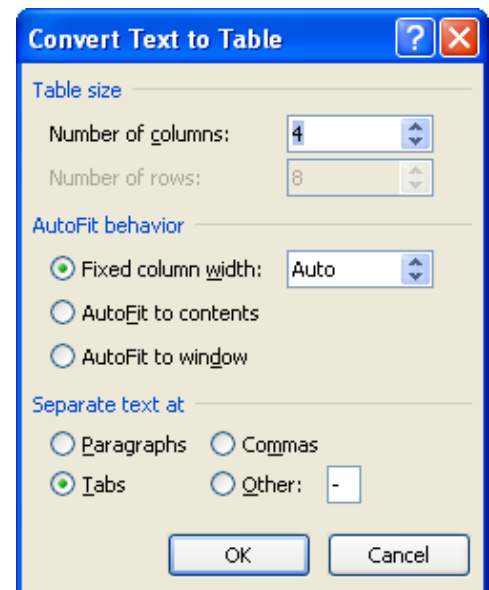 Convert Text to Table ?
Table size
Number of columns: 4
Number of rows: 8
AutoFit behavior
Fixed column width: Auto
AutoFit to contents
AutoFit to window
Separate text at
Paragraphs Commas
Tabs Other: -
OK Cancel